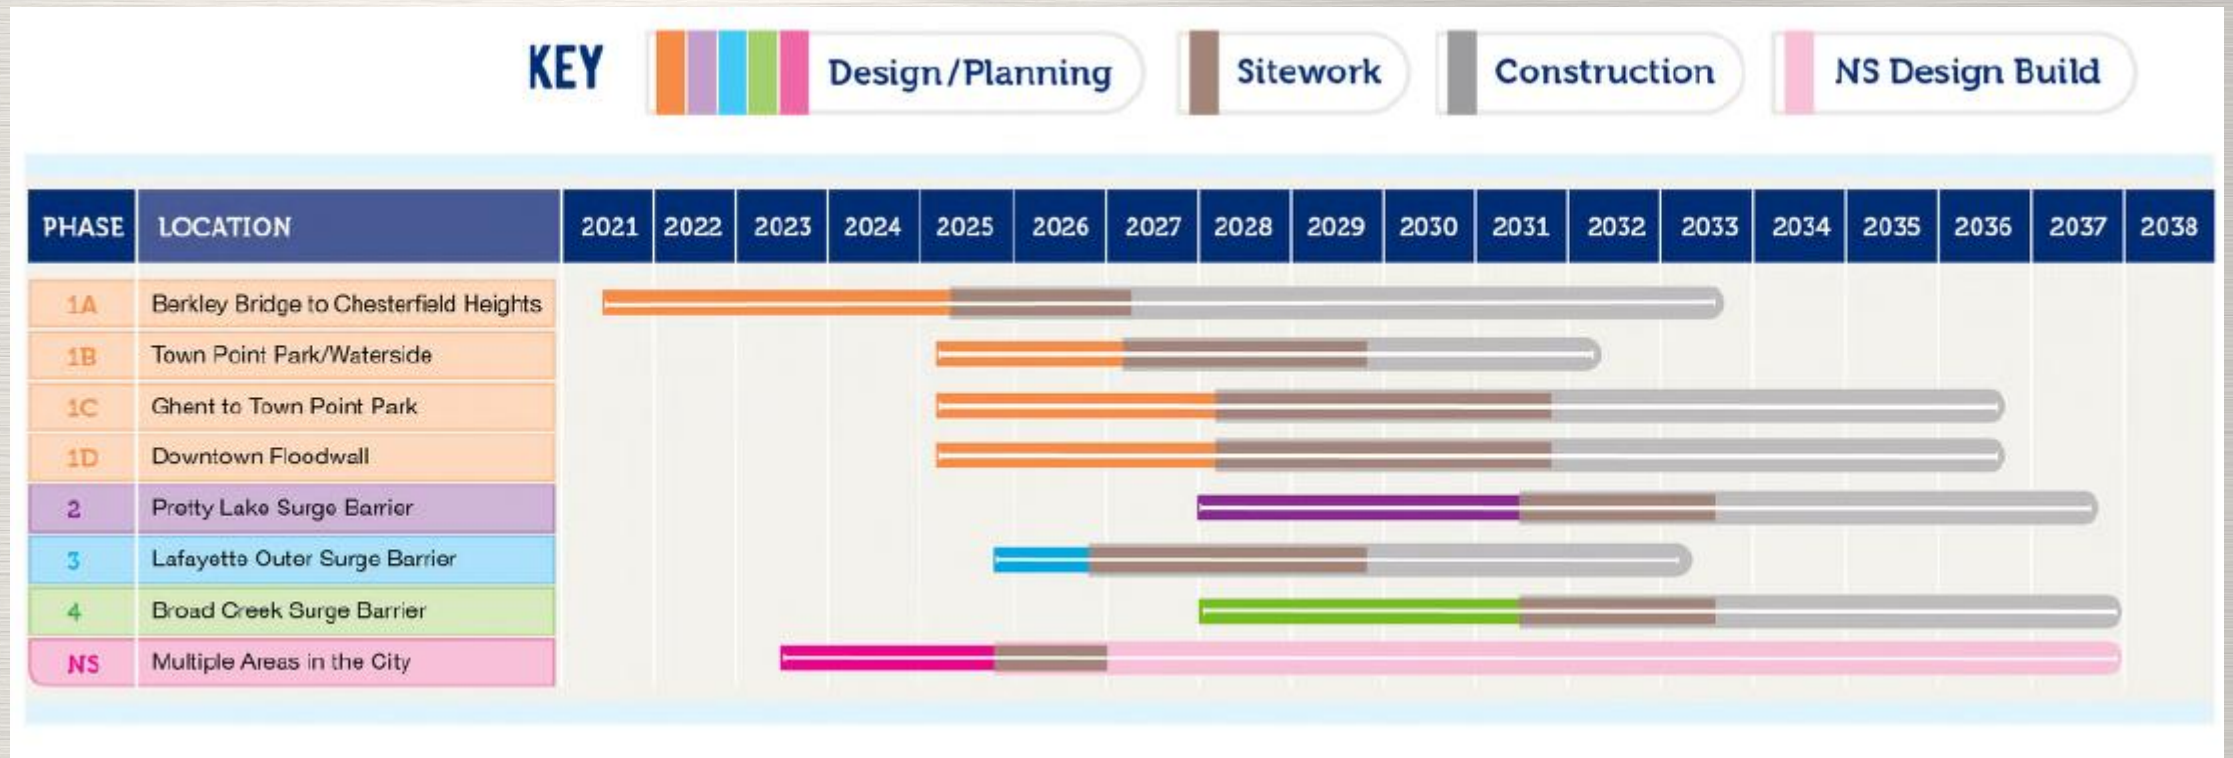 KEY Design/Planning Sitework Construction NS Design Build
PHASE LOCATION 2021 2022 2023 2024 2025 2026 2027 2028 2029 2030 2031 2032 2033 2034 2035 2036 2037 2038
1A Berkley Bridge to Chesterfield Heights
1B Town Point Park/Waterside
1C Ghent to Town Point Park
1D Downtown Floodwall
2 Pretty Lake Surge Barrier
3 Lafayette Outer Surge Barrier
4 Broad Creek Surge Barrier
NS Multiple Areas in the City